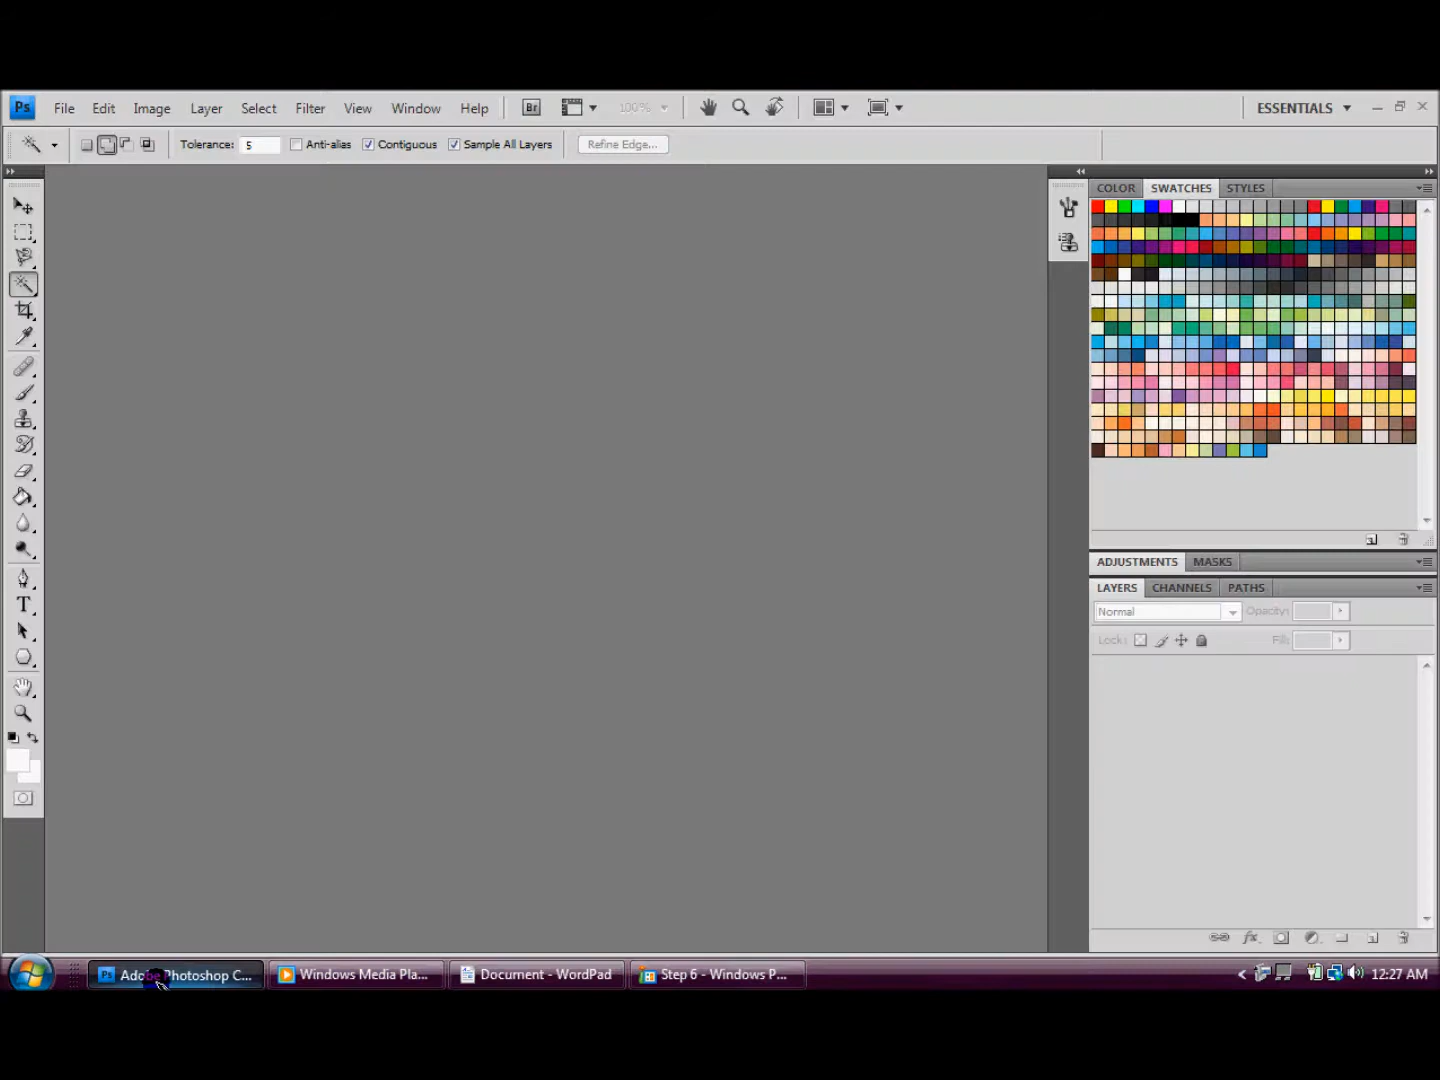 Ps File Edit Image Layer Select Filter View Window Help Br 100% ESSENTIALS
Tolerance: 5 Anti-alias Contiguous Sample All Layers Refine Edge...
COLOR SWATCHES STYLES
ADJUSTMENTS MASKS
LAYERS CHANNELS PATHS
Normal Opacity:
Lock: Fill:
Ps Adobe Photoshop C... Windows Media Pla... Document - WordPad Step 6 - Windows P... 12:27 AM